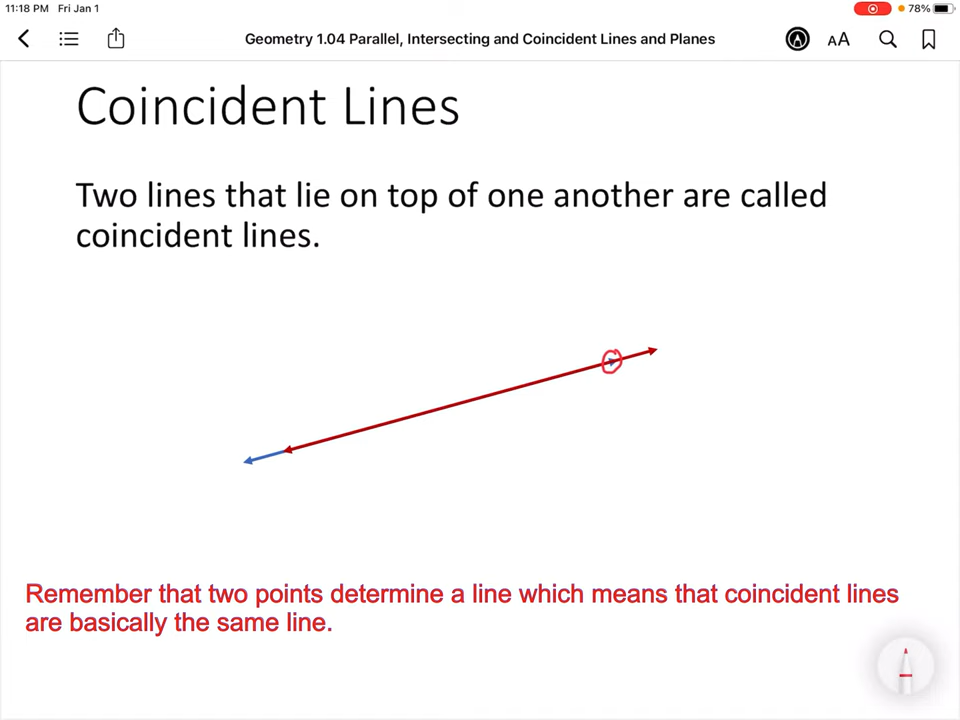 11:18 PM Fri Jan 1
78%
Geometry 1.04 Parallel, Intersecting and Coincident Lines and Planes
AA
Coincident Lines
Two lines that lie on top of one another are called
coincident lines.
Remember that two points determine a line which means that coincident lines
are basically the same line.